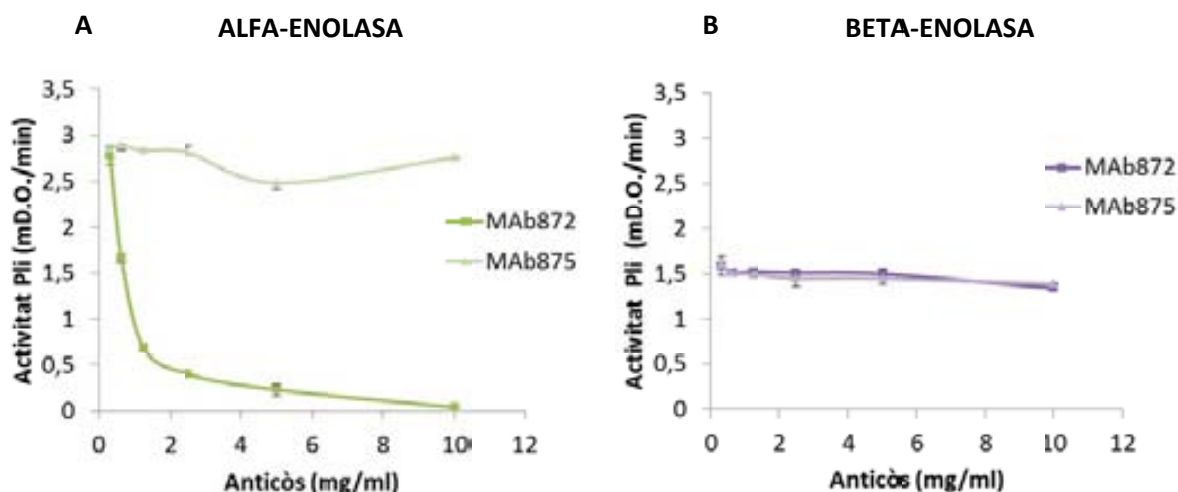 A
ALFA-ENOLASA
Activitat Pli (mD.O./min)
3,5
3
2,5
2
1,5
1
0,5
0
0 2 4 6 8 10 12
Anticòs (mg/ml)
MAb872
MAb875
B
BETA-ENOLASA
Activitat Pli (mD.O./min)
3,5
3
2,5
2
1,5
1
0,5
0
0 2 4 6 8 10 12
Anticòs (mg/ml)
MAb872
MAb875